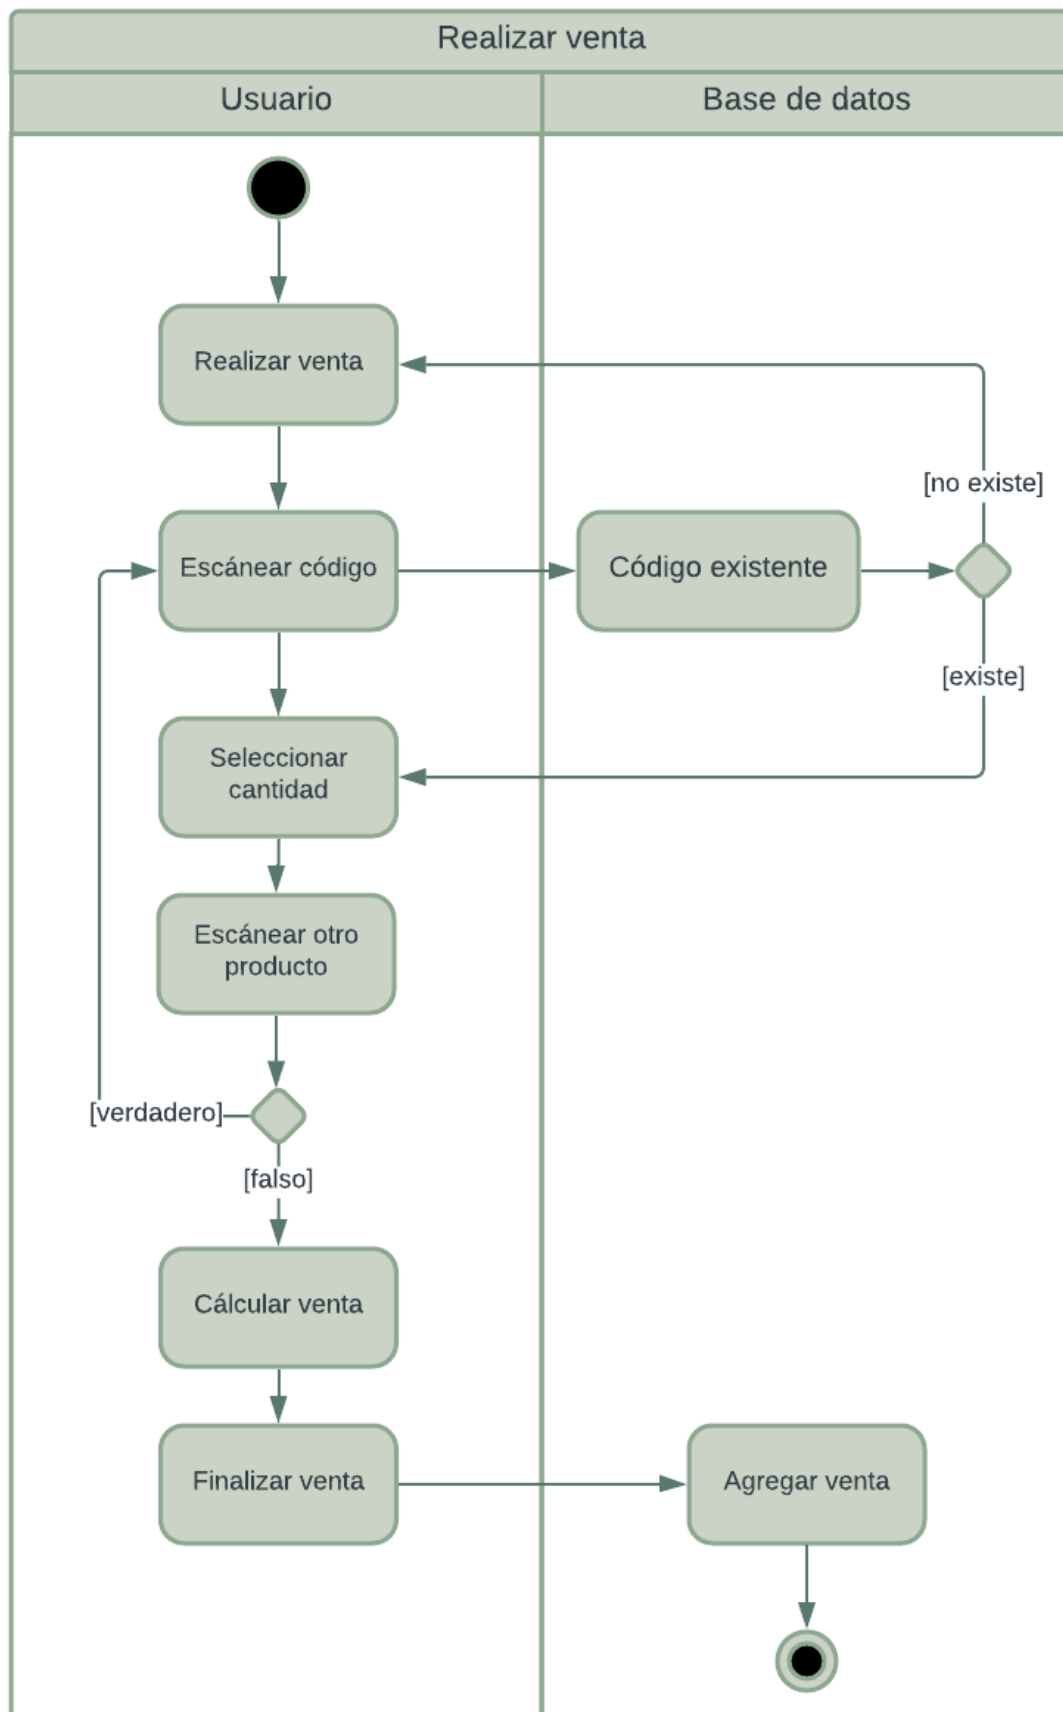 Realizar venta
Usuario
Base de datos
Realizar venta
[no existe]
Escánear código
Código existente
[existe]
Seleccionar
cantidad
Escánear otro
producto
[verdadero]
[falso]
Cálcular venta
Finalizar venta
Agregar venta